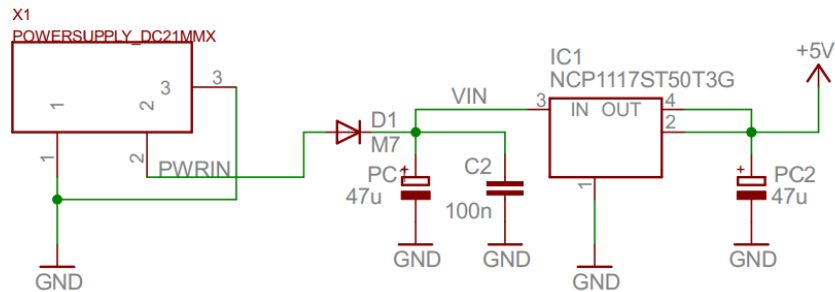 X1
POWERSUPPLY_DC21MMX
3
3
1
2
1
2
PWRIN
GND
D1
M7
VIN
PC1
47u
GND
C2
100n
GND
IC1
NCP1117ST50T3G
3
IN OUT
4
2
1
GND
+5V
PC2
47u
GND